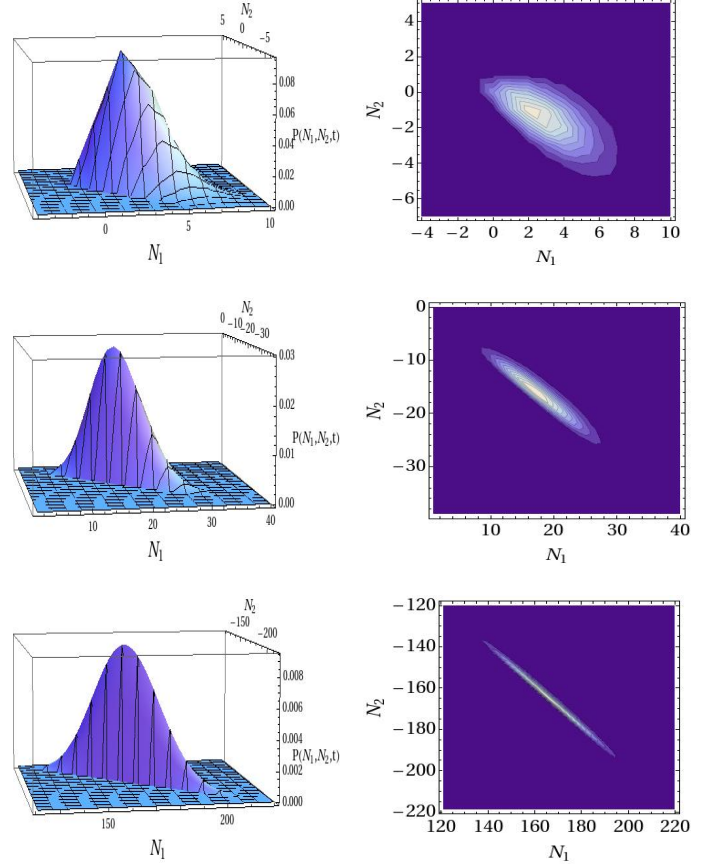 N₂
5 0 −5
0.08
0.06
0.04
P(N₁,N₂,t)
0.02
0.00
0 5 10
N₁
4
2
0
−2
−4
−6
N₂
−4 −2 0 2 4 6 8 10
N₁
N₂
0 −10 −20 −30
0.03
0.02
P(N₁,N₂,t)
0.01
0.00
10 20 30 40
N₁
0
−10
−20
−30
N₂
10 20 30 40
N₁
N₂
−150 −200
0.008
0.006
0.004
P(N₁,N₂,t)
0.002
0.000
150 200
N₁
−120
−140
−160
−180
−200
−220
N₂
120 140 160 180 200 220
N₁